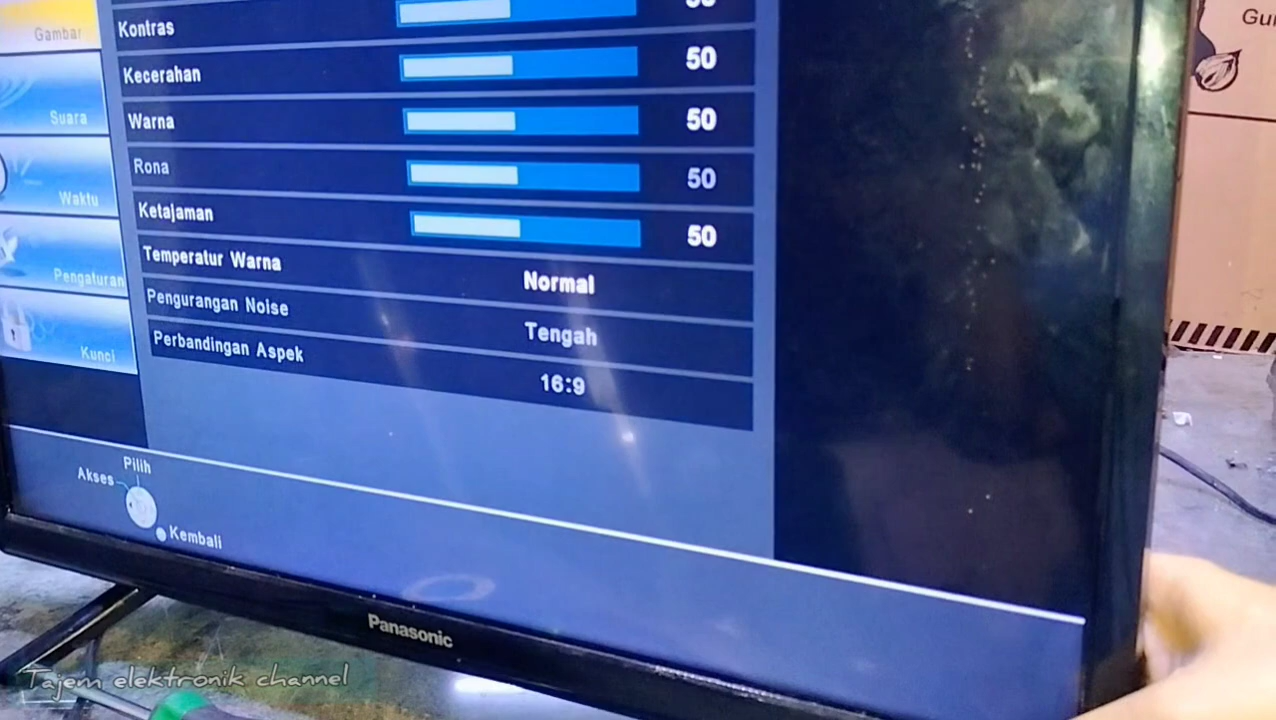 Gambar
Suara
Waktu
Pengaturan
Kunci
Kontras
Kecerahan 50
Warna 50
Rona 50
Ketajaman 50
Temperatur Warna Normal
Pengurangan Noise Tengah
Perbandingan Aspek 16:9
Pilih
Akses
Kembali
Panasonic
Tajem elektronik channel